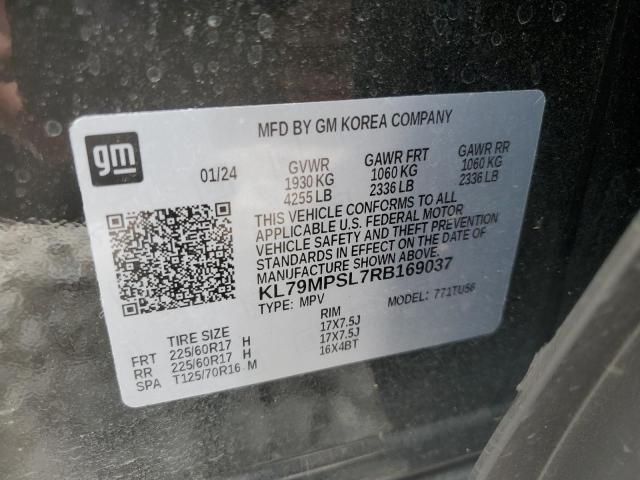 MFD BY GM KOREA COMPANY
gm
01/24 GVWR GAWR FRT GAWR RR
1930 KG 1060 KG 1060 KG
4255 LB 2336 LB 2336 LB
THIS VEHICLE CONFORMS TO ALL
APPLICABLE U.S. FEDERAL MOTOR
VEHICLE SAFETY AND THEFT PREVENTION
STANDARDS IN EFFECT ON THE DATE OF
MANUFACTURE SHOWN ABOVE.
KL79MPSL7RB169037
TYPE: MPV MODEL: 771TU56
TIRE SIZE RIM
FRT 225/60R17 H 17X7.5J
RR 225/60R17 H 17X7.5J
SPA T125/70R16 M 16X4BT